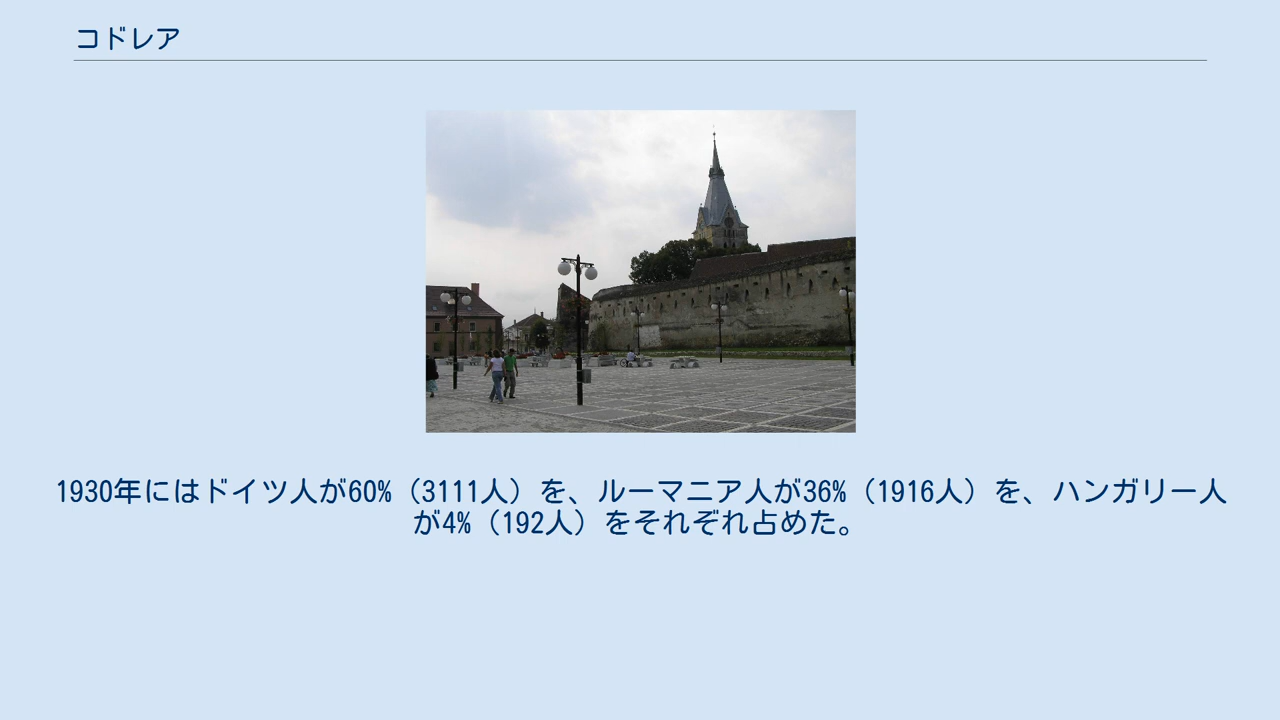 コドレア
1930年にはドイツ人が60%（3111人）を、ルーマニア人が36%（1916人）を、ハンガリー人
が4%（192人）をそれぞれ占めた。